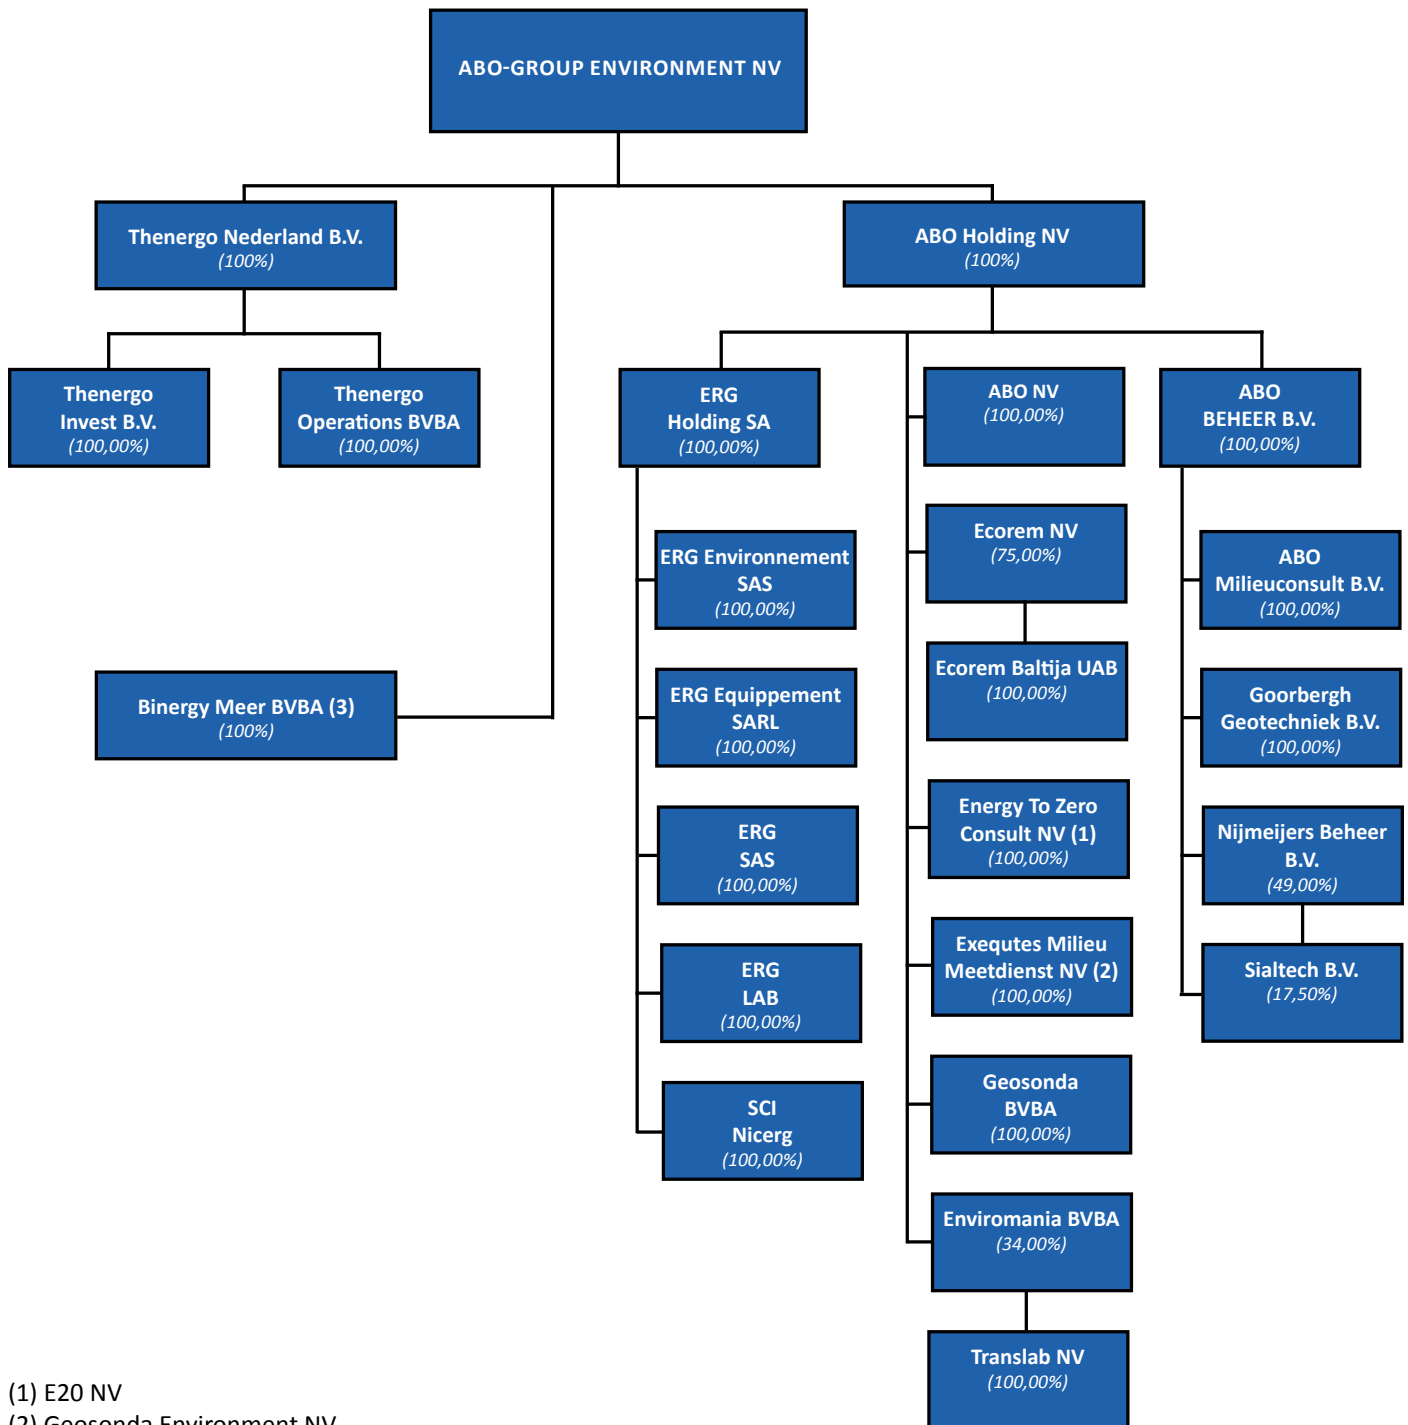 ABO-GROUP ENVIRONMENT NV
Thenergo Nederland B.V.
(100%)
ABO Holding NV
(100%)
Thenergo
Invest B.V.
(100,00%)
Thenergo
Operations BVBA
(100,00%)
Binergy Meer BVBA (3)
(100%)
ERG
Holding SA
(100,00%)
ERG Environnement
SAS
(100,00%)
ERG Equippement
SARL
(100,00%)
ERG
SAS
(100,00%)
ERG
LAB
(100,00%)
SCI
Nicerg
(100,00%)
ABO NV
(100,00%)
Ecorem NV
(75,00%)
Ecorem Baltija UAB
(100,00%)
Energy To Zero
Consult NV (1)
(100,00%)
Exequtes Milieu
Meetdienst NV (2)
(100,00%)
Geosonda
BVBA
(100,00%)
Enviromania BVBA
(34,00%)
Translab NV
(100,00%)
ABO
BEHEER B.V.
(100,00%)
ABO
Milieuconsult B.V.
(100,00%)
Goorbergh
Geotechniek B.V.
(100,00%)
Nijmeijers Beheer
B.V.
(49,00%)
Sialtech B.V.
(17,50%)
(1) E20 NV
(2) Geosonda Environment NV